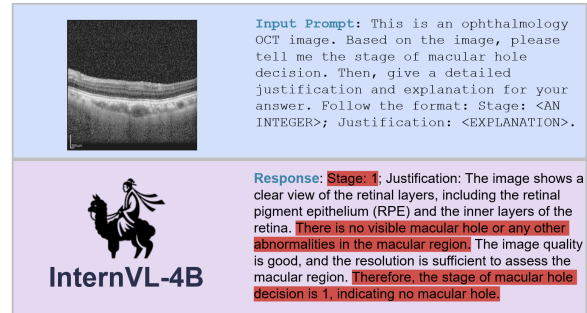 Input Prompt: This is an ophthalmology
OCT image. Based on the image, please
tell me the stage of macular hole
decision. Then, give a detailed
justification and explanation for your
answer. Follow the format: Stage: <AN
INTEGER>; Justification: <EXPLANATION>.
Response: Stage: 1; Justification: The image shows a
clear view of the retinal layers, including the retinal
pigment epithelium (RPE) and the inner layers of the
retina. There is no visible macular hole or any other
abnormalities in the macular region. The image quality
is good, and the resolution is sufficient to assess the
macular region. Therefore, the stage of macular hole
decision is 1, indicating no macular hole.
InternVL-4B